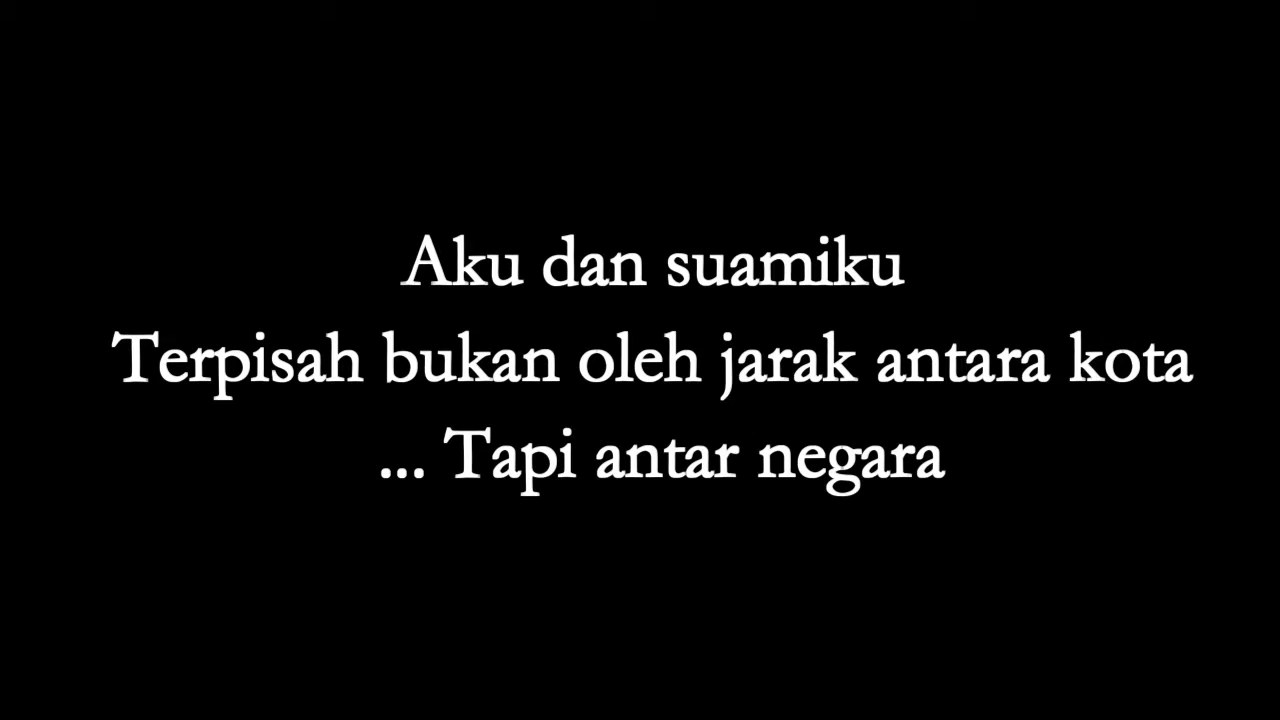 Aku dan suamiku
Terpisah bukan oleh jarak antara kota
... Tapi antar negara